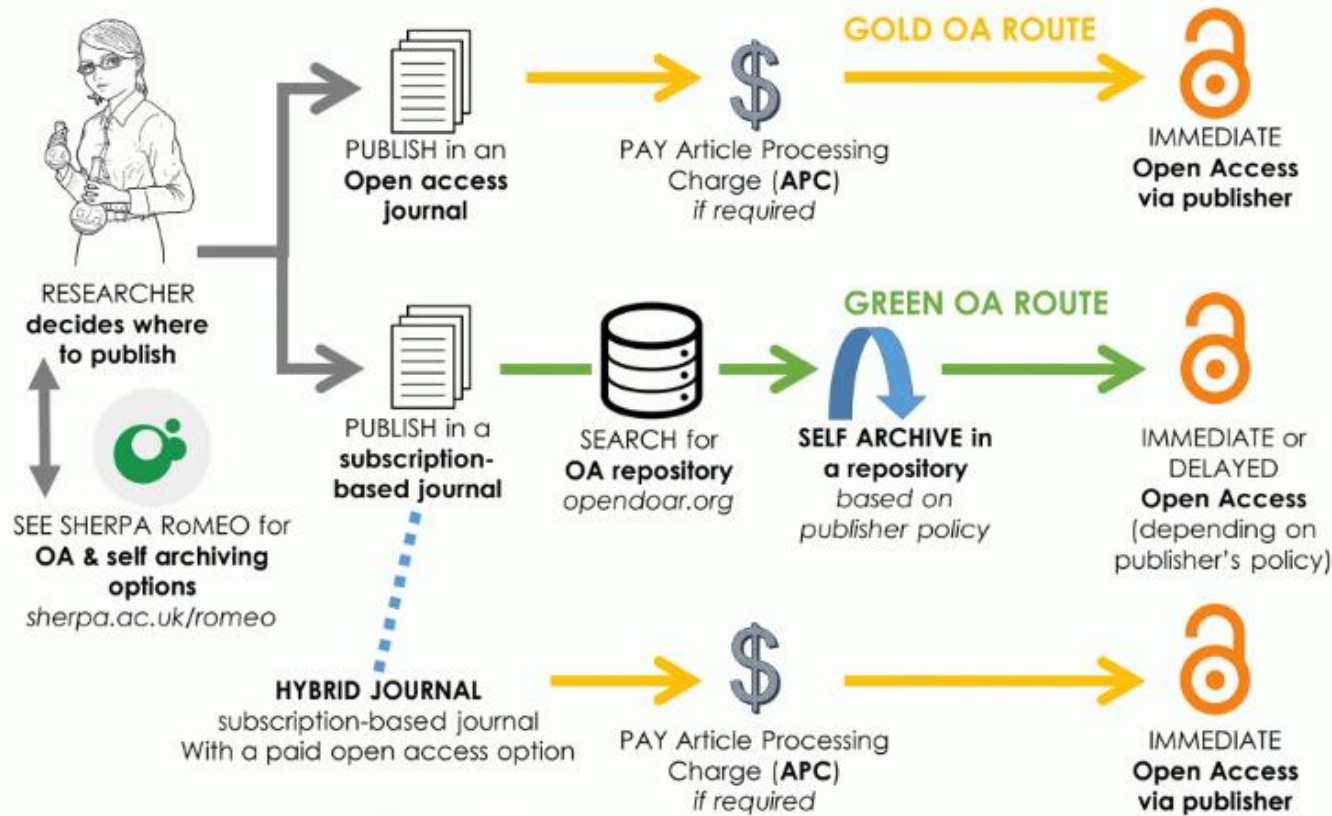 GOLD OA ROUTE
PUBLISH in an
Open access
journal
PAY Article Processing
Charge (APC)
if required
IMMEDIATE
Open Access
via publisher
RESEARCHER
decides where
to publish
GREEN OA ROUTE
PUBLISH in a
subscription-
based journal
SEARCH for
OA repository
opendoar.org
SELF ARCHIVE in
a repository
based on
publisher policy
IMMEDIATE or
DELAYED
Open Access
(depending on
publisher's policy)
SEE SHERPA RoMEO for
OA & self archiving
options
sherpa.ac.uk/romeo
HYBRID JOURNAL
subscription-based journal
With a paid open access option
PAY Article Processing
Charge (APC)
if required
IMMEDIATE
Open Access
via publisher